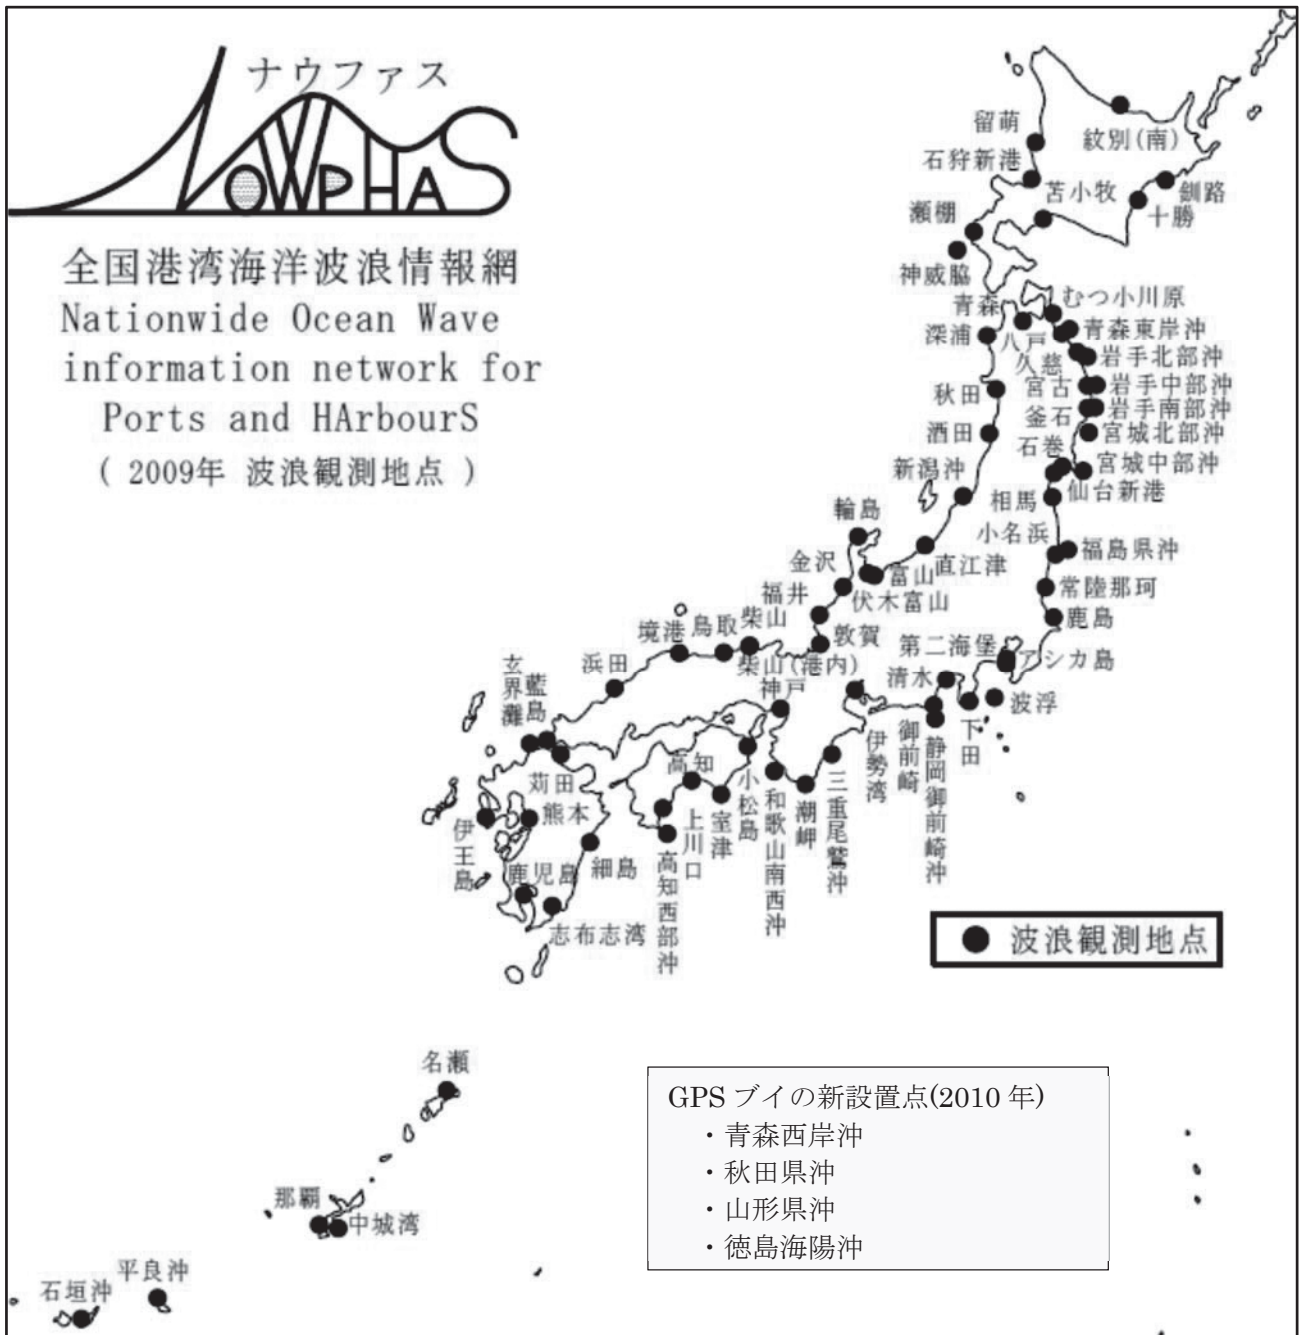 ナウファス
NOWPHAS
全国港湾海洋波浪情報網
Nationwide Ocean Wave
information network for
Ports and HArbourS
( 2009年 波浪観測地点 )
留萌
紋別(南)
石狩新港
苫小牧
釧路
十勝
瀬棚
神威脇
青森
むつ小川原
深浦
八戸
青森東岸沖
久慈
岩手北部沖
秋田
宮古
岩手中部沖
釜石
岩手南部沖
酒田
宮城北部沖
石巻
新潟沖
宮城中部沖
仙台新港
相馬
輪島
小名浜
福島県沖
金沢
富山
直江津
伏木富山
常陸那珂
福井
鹿島
境港
鳥取
柴山
敦賀
第二海堡
アシカ島
浜田
柴山(港内)
清水
玄界灘
藍島
神戸
波浮
下田
伊勢湾
御前崎
静岡御前崎沖
苅田
高知
小松島
和歌山南西沖
潮岬
三重尾鷲沖
熊本
上川口
室津
伊王島
鹿児島
細島
高知西部沖
志布志湾
波浪観測地点
名瀬
那覇
中城湾
平良沖
石垣沖
GPS ブイの新設置点(2010 年)
・青森西岸沖
・秋田県沖
・山形県沖
・徳島海陽沖